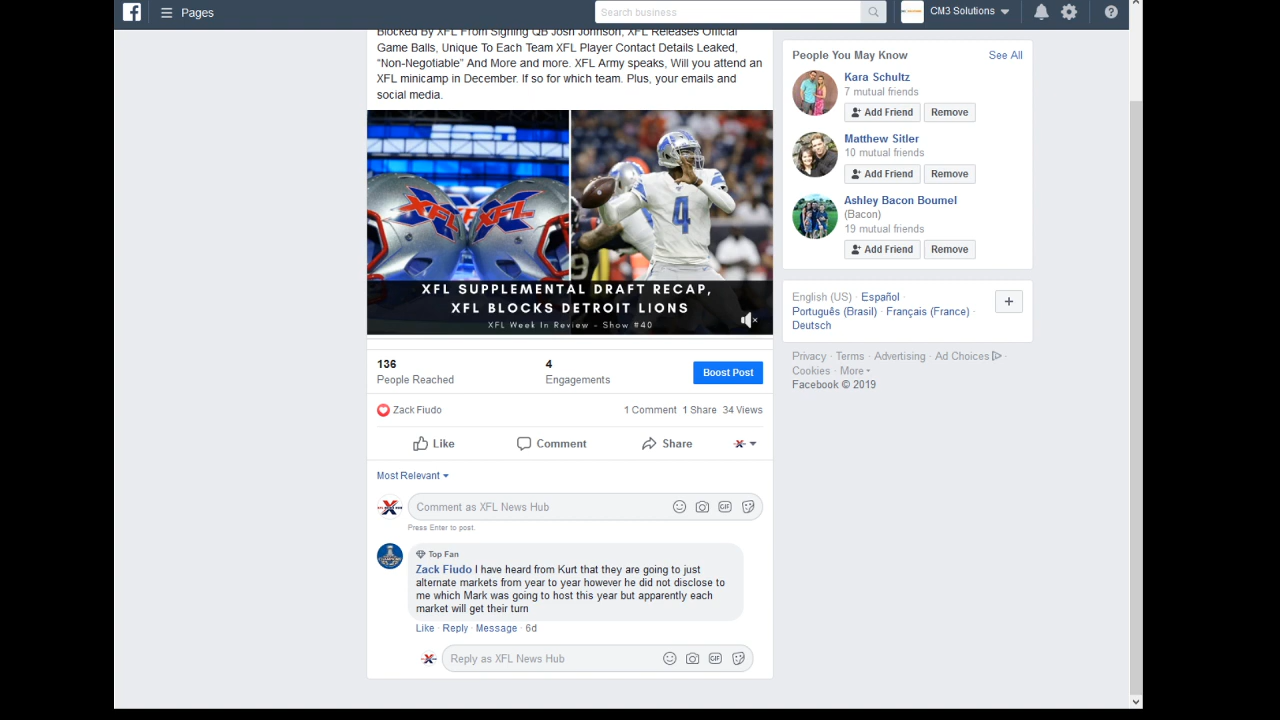 Pages
Search business
CM3 Solutions
Blocked By XFL From Signing QB Josh Johnson, XFL Releases Official
Game Balls, Unique To Each Team XFL Player Contact Details Leaked,
"Non-Negotiable" And More and more. XFL Army speaks, Will you attend an
XFL minicamp in December. If so for which team. Plus, your emails and
social media.
XFL
XFL
4
XFL SUPPLEMENTAL DRAFT RECAP,
XFL BLOCKS DETROIT LIONS
XFL Week In Review - Show #40
136
People Reached
4
Engagements
Boost Post
Zack Fiudo
1 Comment 1 Share 34 Views
Like
Comment
Share
Most Relevant
Comment as XFL News Hub
GIF
Press Enter to post.
Top Fan
Zack Fiudo I have heard from Kurt that they are going to just
alternate markets from year to year however he did not disclose to
me which Mark was going to host this year but apparently each
market will get their turn
Like · Reply · Message · 6d
Reply as XFL News Hub
GIF
People You May Know
See All
Kara Schultz
7 mutual friends
Add Friend
Remove
Matthew Sitler
10 mutual friends
Add Friend
Remove
Ashley Bacon Boumel
(Bacon)
19 mutual friends
Add Friend
Remove
English (US) · Español ·
Português (Brasil) · Français (France) ·
Deutsch
Privacy · Terms · Advertising · Ad Choices ·
Cookies · More
Facebook © 2019